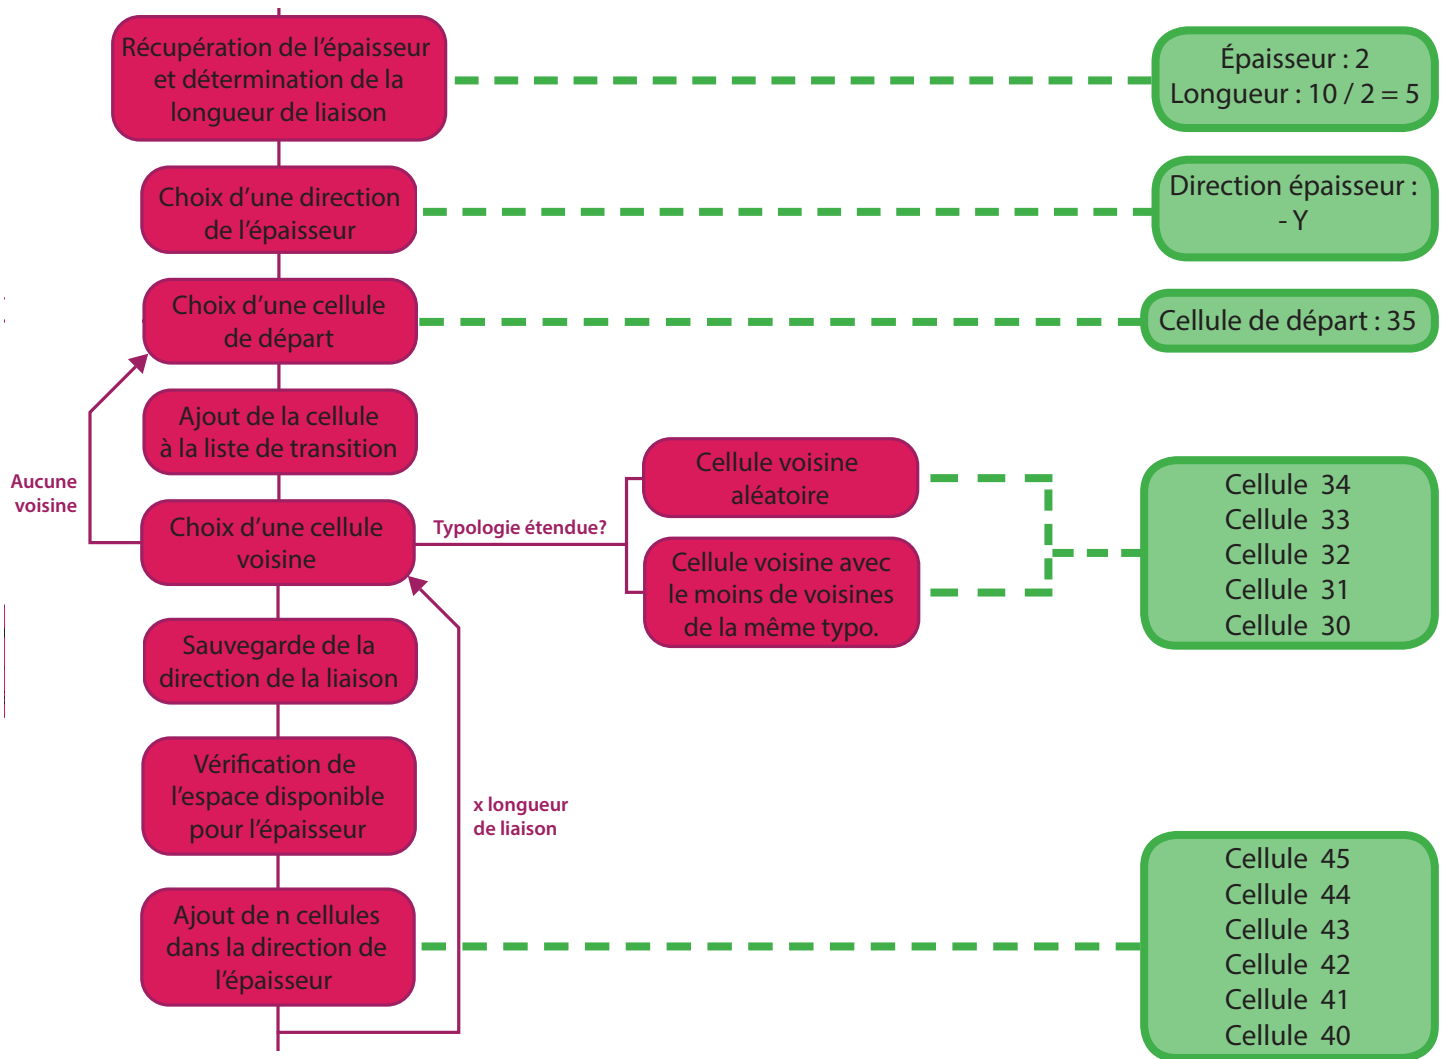 Récupération de l'épaisseur
et détermination de la
longueur de liaison
Épaisseur : 2
Longueur : 10 / 2 = 5
Choix d'une direction
de l'épaisseur
Direction épaisseur :
- Y
Choix d'une cellule
de départ
Cellule de départ : 35
Ajout de la cellule
à la liste de transition
Aucune
voisine
Choix d'une cellule
voisine
Typologie étendue?
Cellule voisine
aléatoire
Cellule voisine avec
le moins de voisines
de la même typo.
Cellule 34
Cellule 33
Cellule 32
Cellule 31
Cellule 30
Sauvegarde de la
direction de la liaison
Vérification de
l'espace disponible
pour l'épaisseur
x longueur
de liaison
Ajout de n cellules
dans la direction de
l'épaisseur
Cellule 45
Cellule 44
Cellule 43
Cellule 42
Cellule 41
Cellule 40